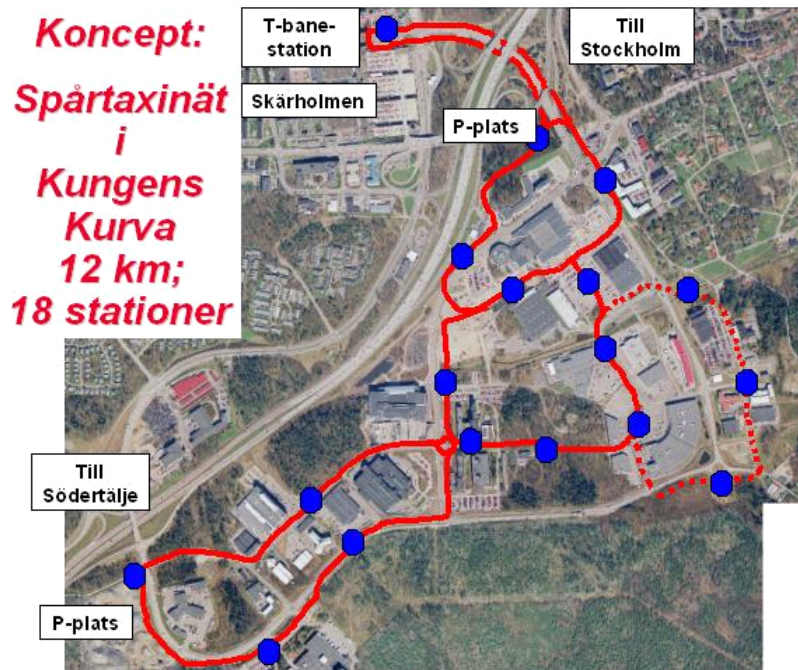 Koncept:
Spårtaxinät
i
Kungens
Kurva
12 km;
18 stationer
T-bane-
station
Skärholmen
Till
Stockholm
P-plats
Till
Södertälje
P-plats